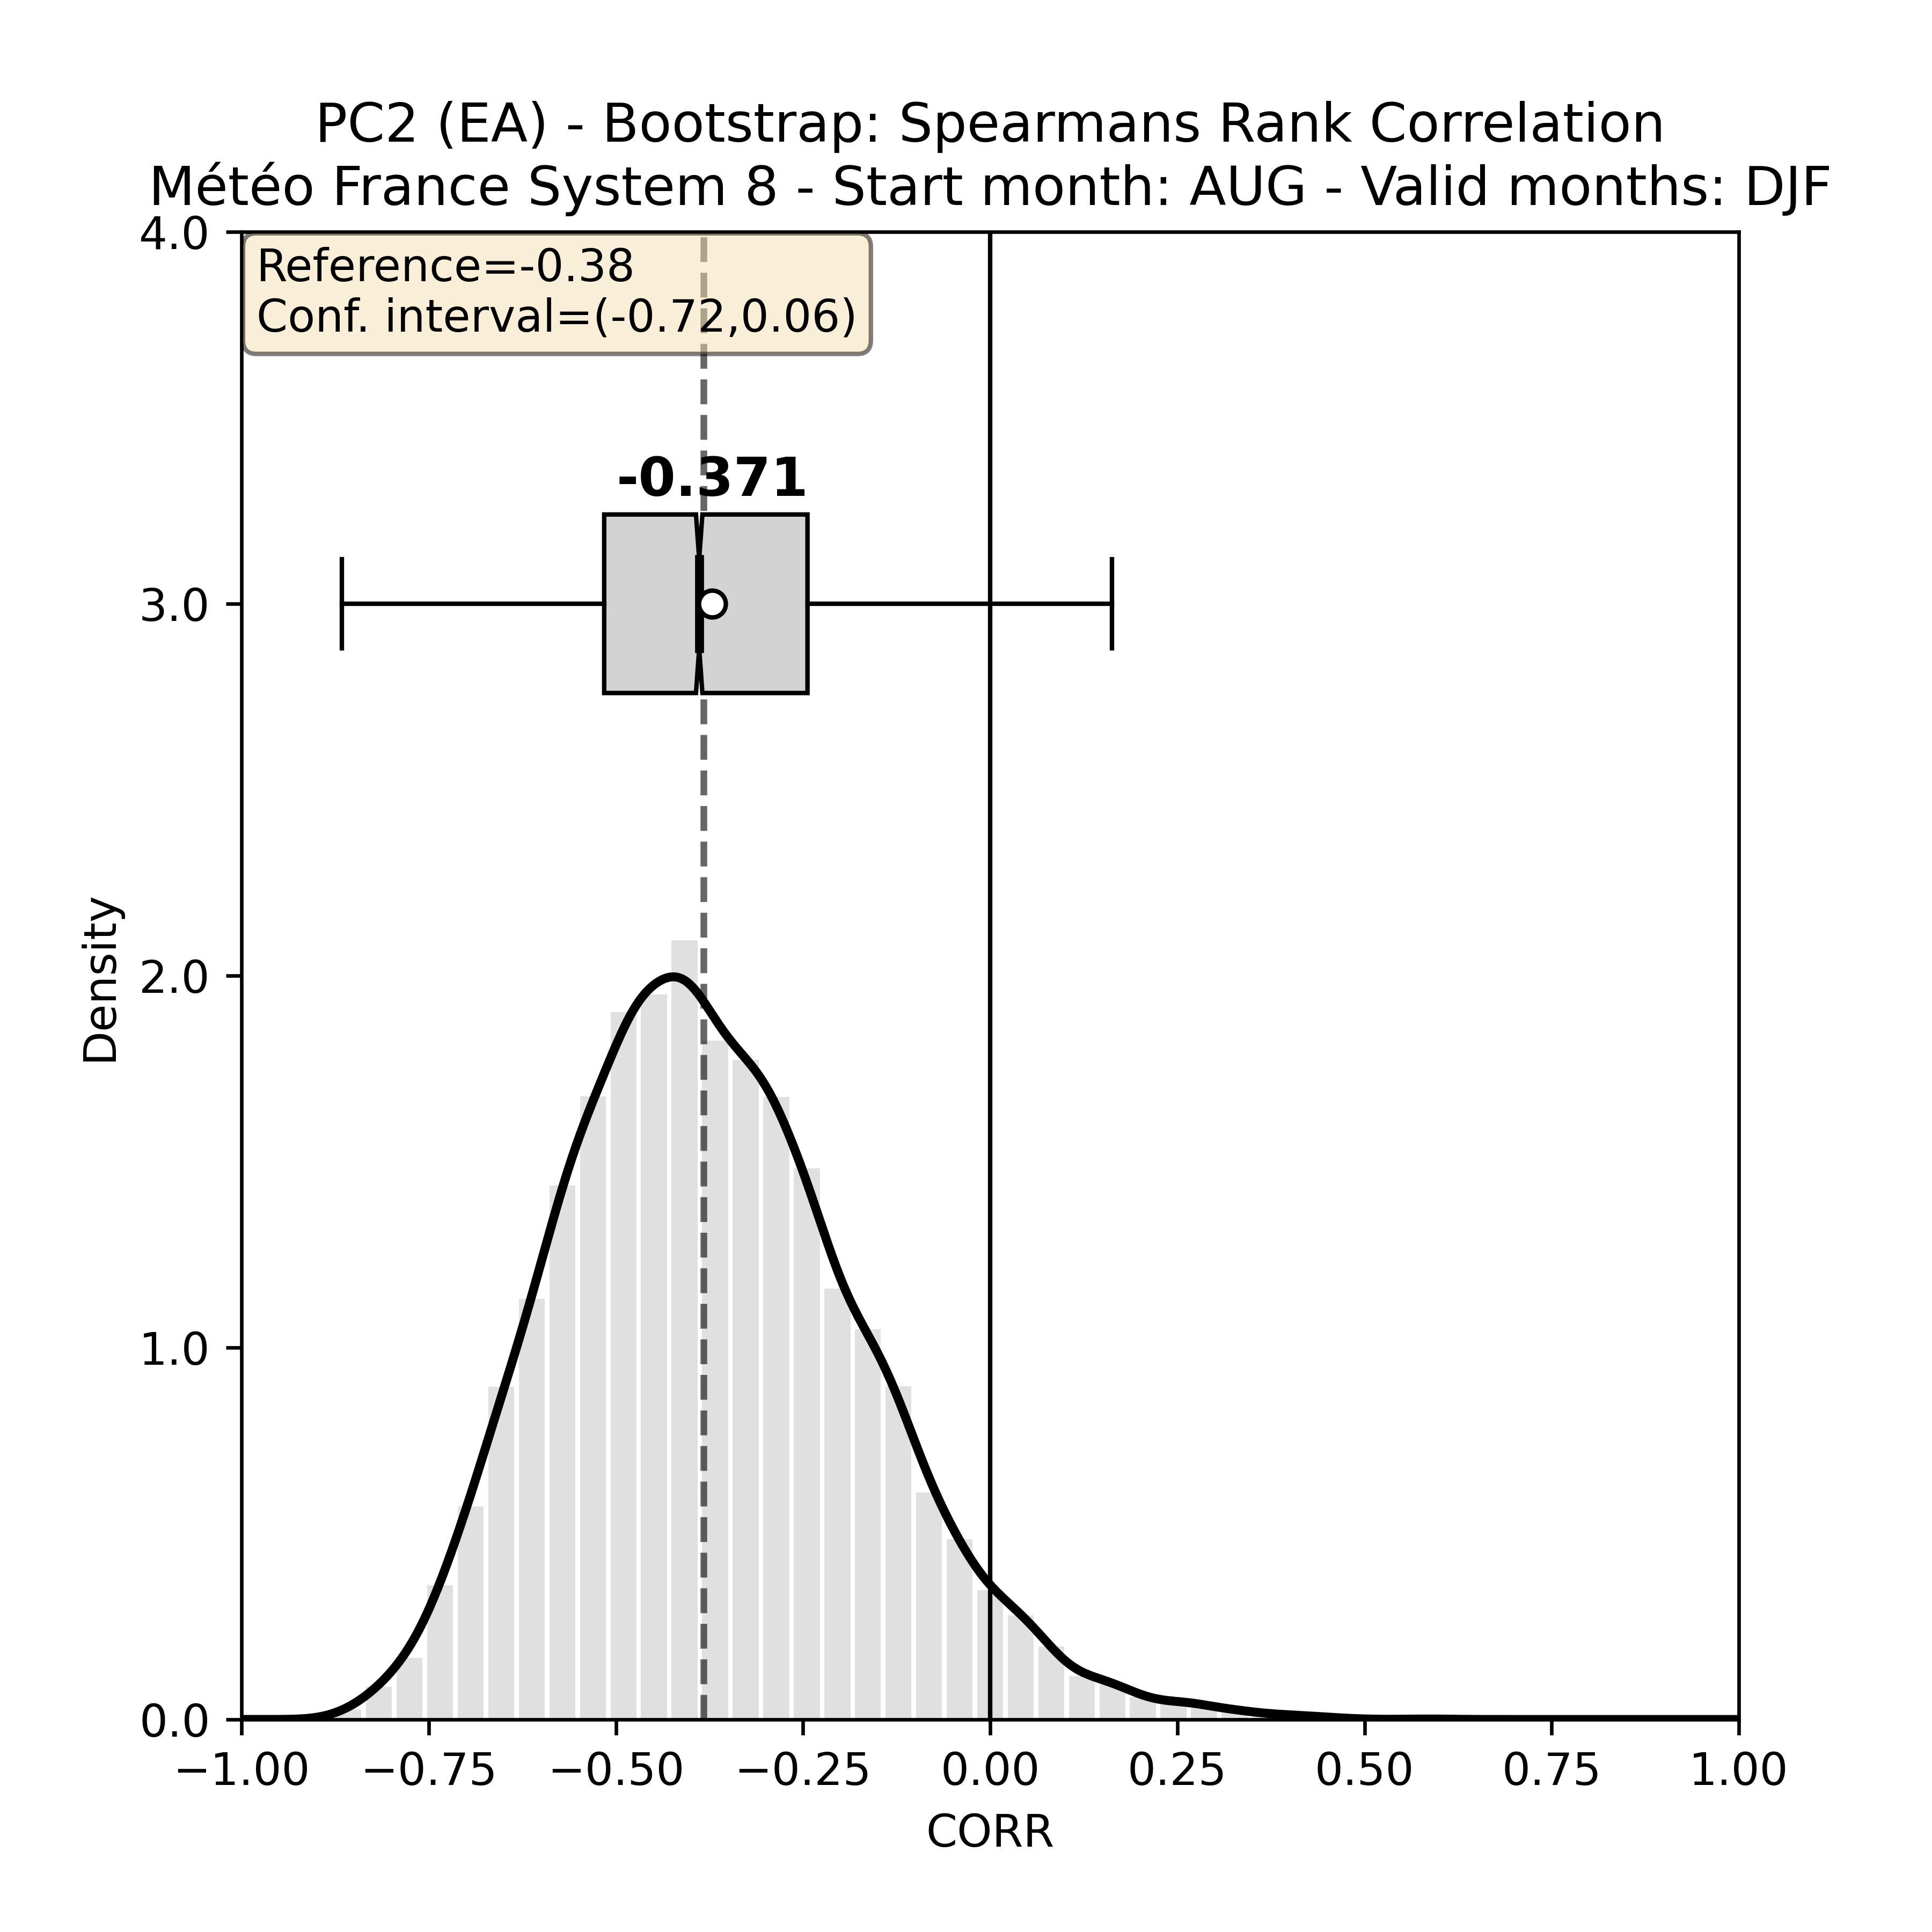 PC2 (EA) - Bootstrap: Spearmans Rank Correlation
Météo France System 8 - Start month: AUG - Valid months: DJF
4.0
Reference=-0.38
Conf. interval=(-0.72,0.06)
-0.371
3.0
Density
2.0
1.0
0.0
−1.00 −0.75 −0.50 −0.25 0.00 0.25 0.50 0.75 1.00
CORR